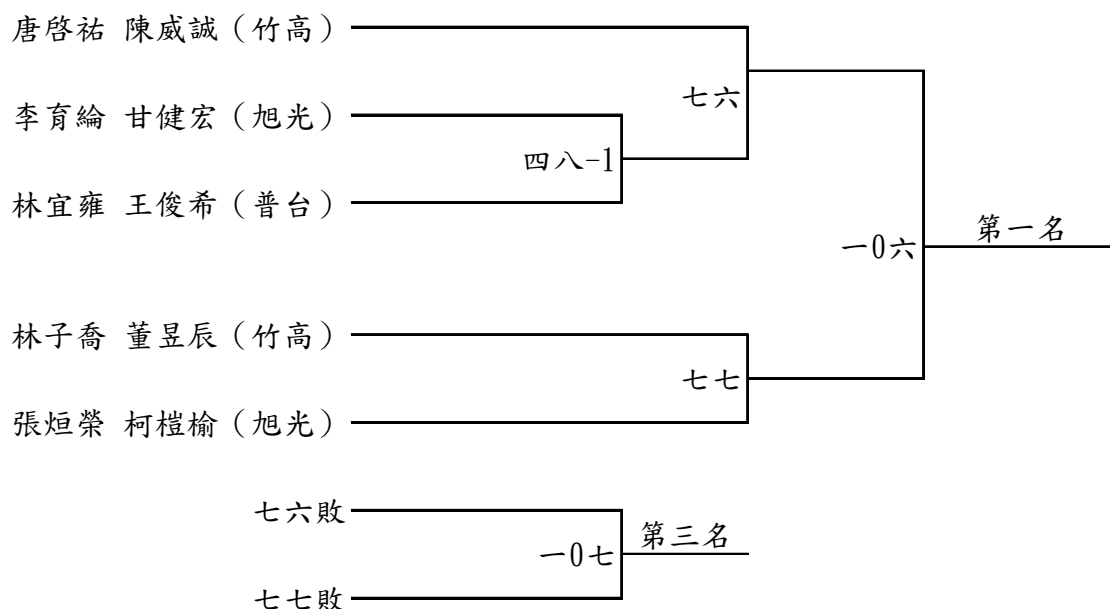 唐啓祐 陳威誠（竹高）
七六
李育綸 甘健宏（旭光）
四八-1
林宜雍 王俊希（普台）
一0六
第一名
林子喬 董昱辰（竹高）
七七
張烜榮 柯榿榆（旭光）
七六敗
一0七
第三名
七七敗